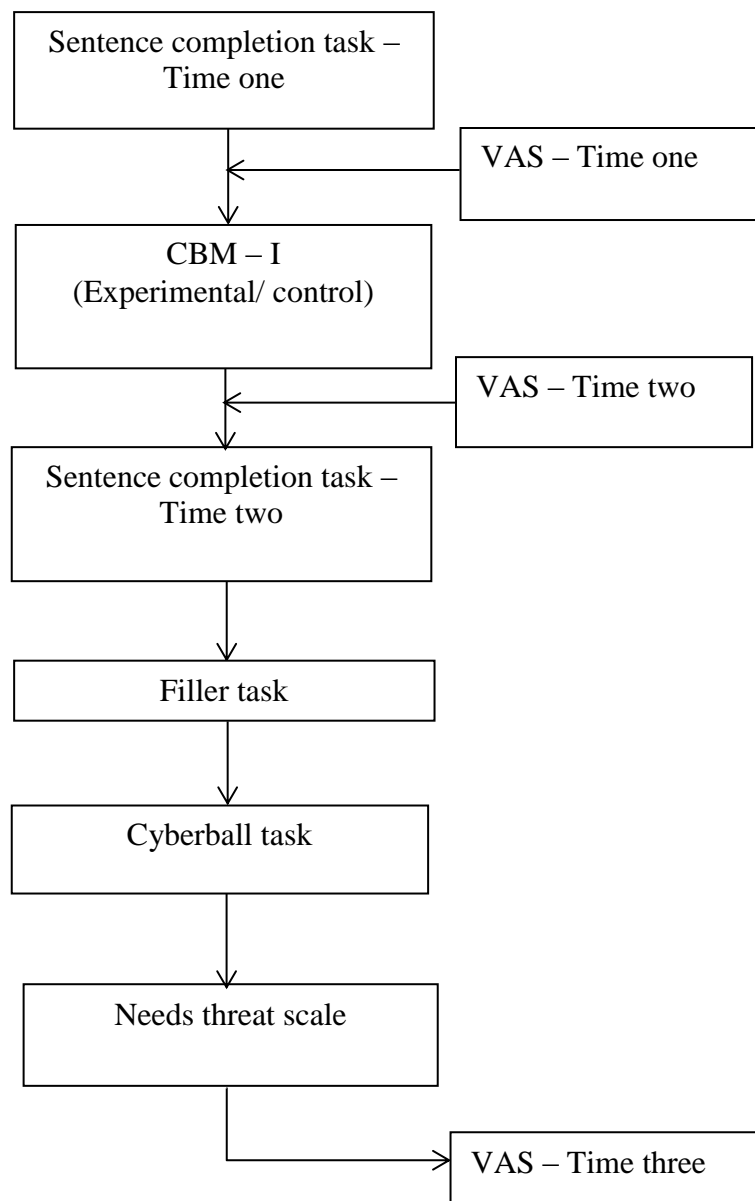 Sentence completion task –
Time one
VAS – Time one
CBM – I
(Experimental/ control)
VAS – Time two
Sentence completion task –
Time two
Filler task
Cyberball task
Needs threat scale
VAS – Time three